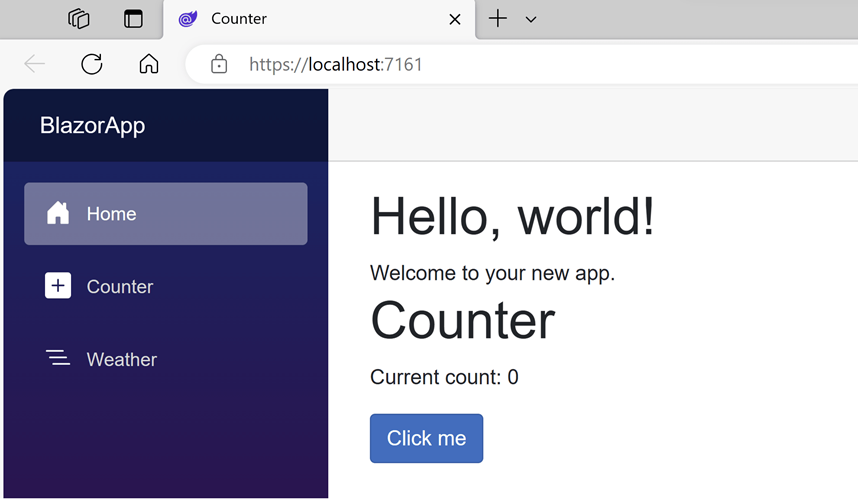 Counter
https://localhost:7161
BlazorApp
Home
Counter
Weather
Hello, world!
Welcome to your new app.
Counter
Current count: 0
Click me